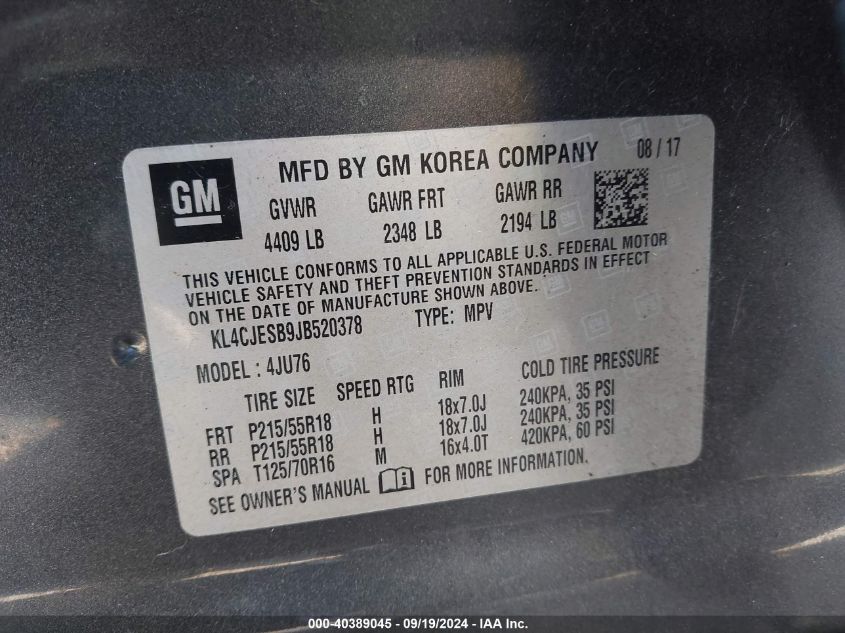 GM
MFD BY GM KOREA COMPANY 08 / 17
GVWR GAWR FRT GAWR RR
4409 LB 2348 LB 2194 LB
THIS VEHICLE CONFORMS TO ALL APPLICABLE U.S. FEDERAL MOTOR
VEHICLE SAFETY AND THEFT PREVENTION STANDARDS IN EFFECT
ON THE DATE OF MANUFACTURE SHOWN ABOVE.
KL4CJESB9JB520378 TYPE: MPV
MODEL : 4JU76
TIRE SIZE SPEED RTG RIM COLD TIRE PRESSURE
FRT P215/55R18 H 18x7.0J 240KPA, 35 PSI
RR P215/55R18 H 18x7.0J 240KPA, 35 PSI
SPA T125/70R16 M 16x4.0T 420KPA, 60 PSI
SEE OWNER'S MANUAL i FOR MORE INFORMATION.
000-40389045 - 09/19/2024 - IAA Inc.